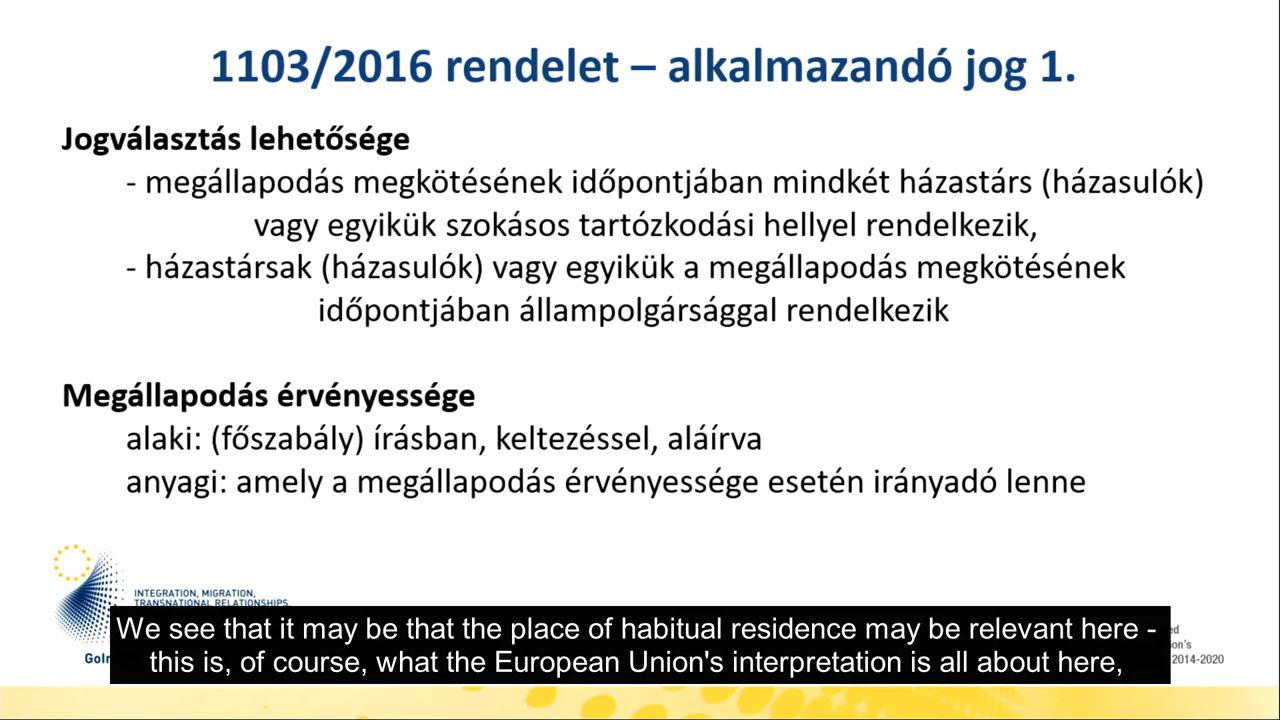 1103/2016 rendelet – alkalmazandó jog 1.
Jogválasztás lehetősége
- megállapodás megkötésének időpontjában mindkét házastárs (házasulók)
vagy egyikük szokásos tartózkodási hellyel rendelkezik,
- házastársak (házasulók) vagy egyikük a megállapodás megkötésének
időpontjában állampolgársággal rendelkezik
Megállapodás érvényessége
alaki: (főszabály) írásban, keltezéssel, aláírva
anyagi: amely a megállapodás érvényessége esetén irányadó lenne
INTEGRATION, MIGRATION,
TRANSNATIONAL RELATIONSHIPS.
We see that it may be that the place of habitual residence may be relevant here -
this is, of course, what the European Union's interpretation is all about here,
2014-2020